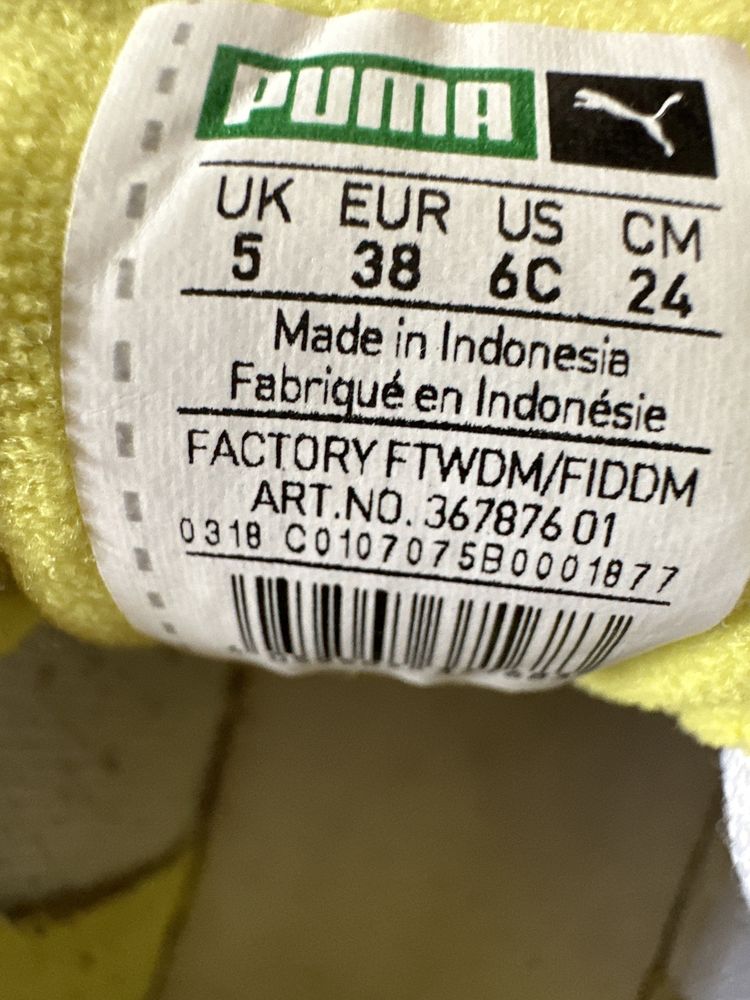 PUMA
UK EUR US CM
5 38 6C 24
Made in Indonesia
Fabriqué en Indonésie
FACTORY FTWDM/FIDDM
ART.NO. 367876 01
0318 C0107075B0001877